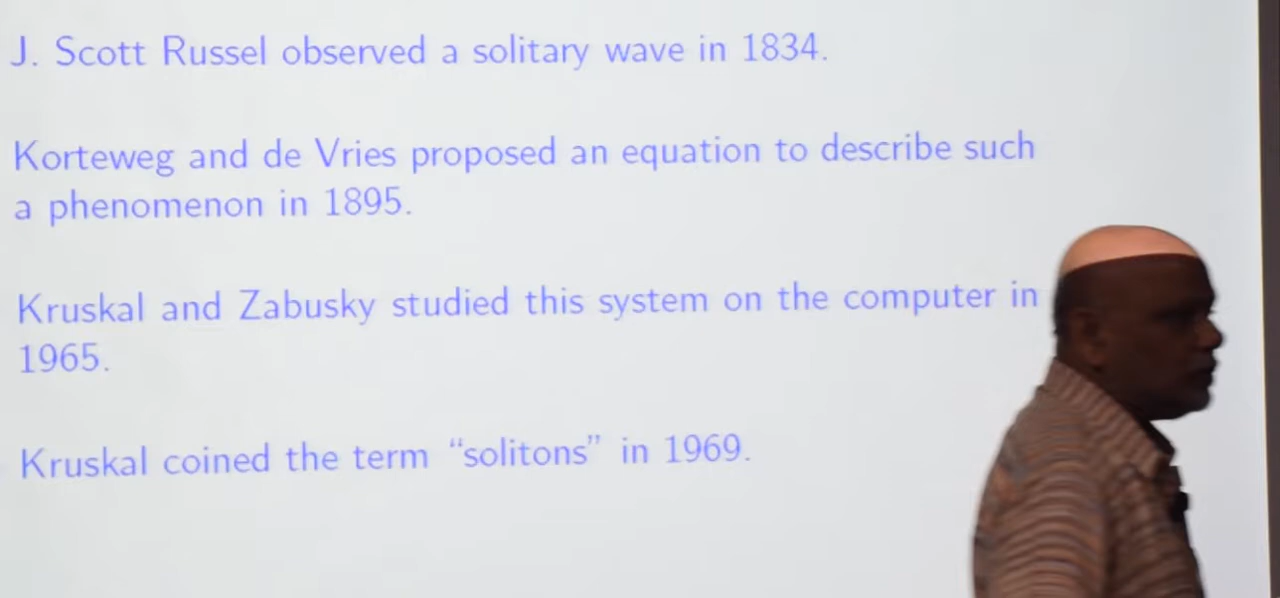 J. Scott Russel observed a solitary wave in 1834.
Korteweg and de Vries proposed an equation to describe such
a phenomenon in 1895.
Kruskal and Zabusky studied this system on the computer in
1965.
Kruskal coined the term “solitons” in 1969.